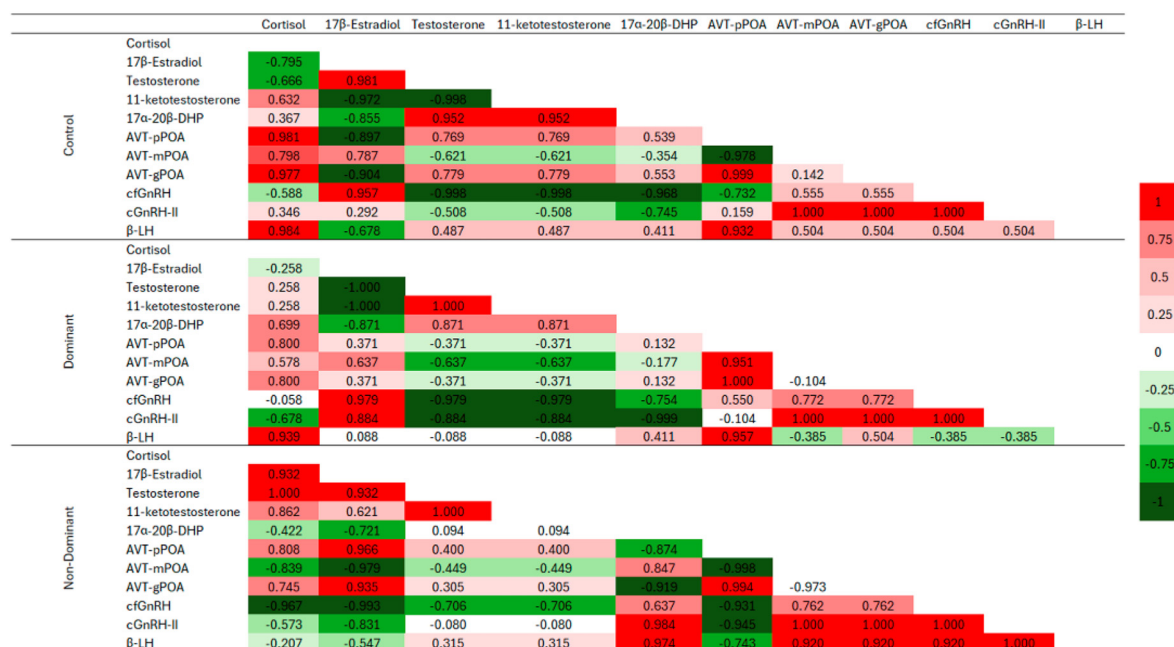 Cortisol 17β-Estradiol Testosterone 11-ketotestosterone 17α-20β-DHP AVT-pPOA AVT-mPOA AVT-gPOA cfGnRH cGnRH-II β-LH
Control
Cortisol
17β-Estradiol -0.795
Testosterone -0.666 0.981
11-ketotestosterone 0.632 -0.972 -0.998
17α-20β-DHP 0.367 -0.855 0.952 0.952
AVT-pPOA 0.981 -0.897 0.769 0.769 0.539
AVT-mPOA 0.798 0.787 -0.621 -0.621 -0.354 -0.978
AVT-gPOA 0.977 -0.904 0.779 0.779 0.553 0.999 0.142
cfGnRH -0.588 0.957 -0.998 -0.998 -0.968 -0.732 0.555 0.555
cGnRH-II 0.346 0.292 -0.508 -0.508 -0.745 0.159 1.000 1.000 1.000
β-LH 0.984 -0.678 0.487 0.487 0.411 0.932 0.504 0.504 0.504 0.504
Dominant
Cortisol
17β-Estradiol -0.258
Testosterone 0.258 -1.000
11-ketotestosterone 0.258 -1.000 1.000
17α-20β-DHP 0.699 -0.871 0.871 0.871
AVT-pPOA 0.800 0.371 -0.371 -0.371 0.132
AVT-mPOA 0.578 0.637 -0.637 -0.637 -0.177 0.951
AVT-gPOA 0.800 0.371 -0.371 -0.371 0.132 1.000 -0.104
cfGnRH -0.058 0.979 -0.979 -0.979 -0.754 0.550 0.772 0.772
cGnRH-II -0.678 0.884 -0.884 -0.884 -0.999 -0.104 1.000 1.000 1.000
β-LH 0.939 0.088 -0.088 -0.088 0.411 0.957 -0.385 0.504 -0.385 -0.385
Non-Dominant
Cortisol
17β-Estradiol 0.932
Testosterone 1.000 0.932
11-ketotestosterone 0.862 0.621 1.000
17α-20β-DHP -0.422 -0.721 0.094 0.094
AVT-pPOA 0.808 0.966 0.400 0.400 -0.874
AVT-mPOA -0.839 -0.979 -0.449 -0.449 0.847 -0.998
AVT-gPOA 0.745 0.935 0.305 0.305 -0.919 0.994 -0.973
cfGnRH -0.967 -0.993 -0.706 -0.706 0.637 -0.931 0.762 0.762
cGnRH-II -0.573 -0.831 -0.080 -0.080 0.984 -0.945 1.000 1.000 1.000
β-LH -0.207 -0.547 0.315 0.315 0.974 -0.743 0.920 0.920 0.920 1.000
1
0.75
0.5
0.25
0
-0.25
-0.5
-0.75
-1